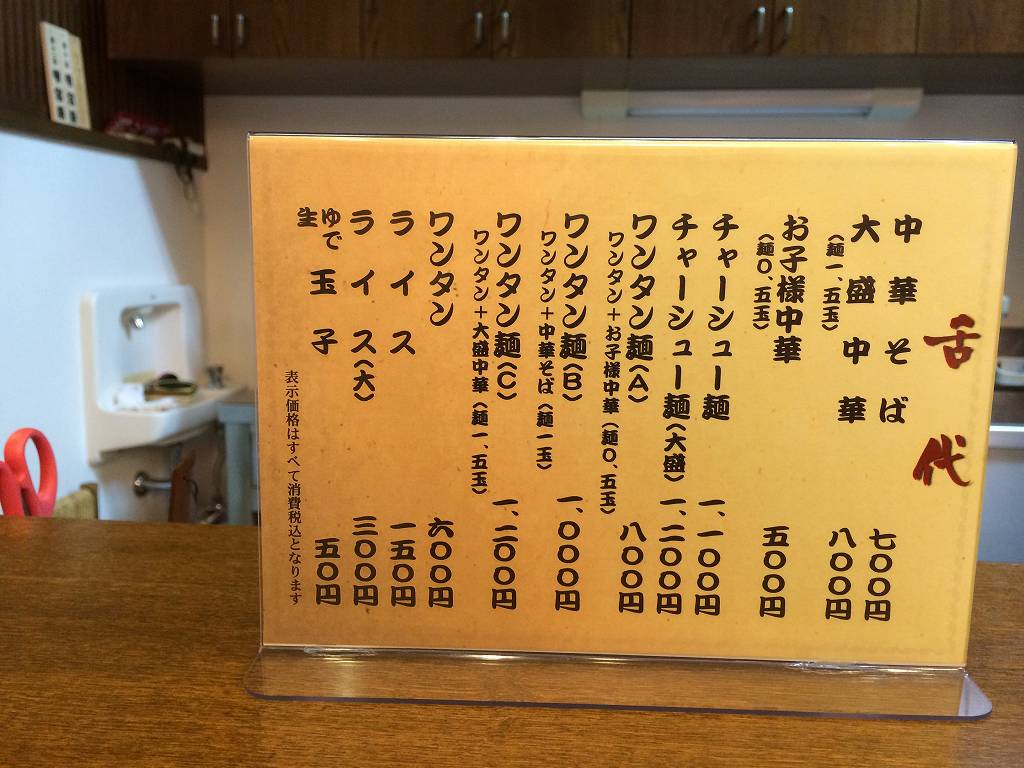 舌代
中華そば 七〇〇円
大盛中華 八〇〇円
(麺一、五玉)
お子様中華 五〇〇円
(麺〇、五玉)
チャーシュー麺 一、一〇〇円
チャーシュー麺(大盛) 一、二〇〇円
ワンタン麺(A) 八〇〇円
ワンタン+お子様中華(麺〇、五玉)
ワンタン麺(B) 一、〇〇〇円
ワンタン+中華そば(麺一玉)
ワンタン麺(C) 一、二〇〇円
ワンタン+大盛中華(麺一、五玉)
ワンタン 六〇〇円
ライス 一五〇円
ライス(大) 三〇〇円
ゆで玉子 五〇円
生
表示価格はすべて消費税込となります